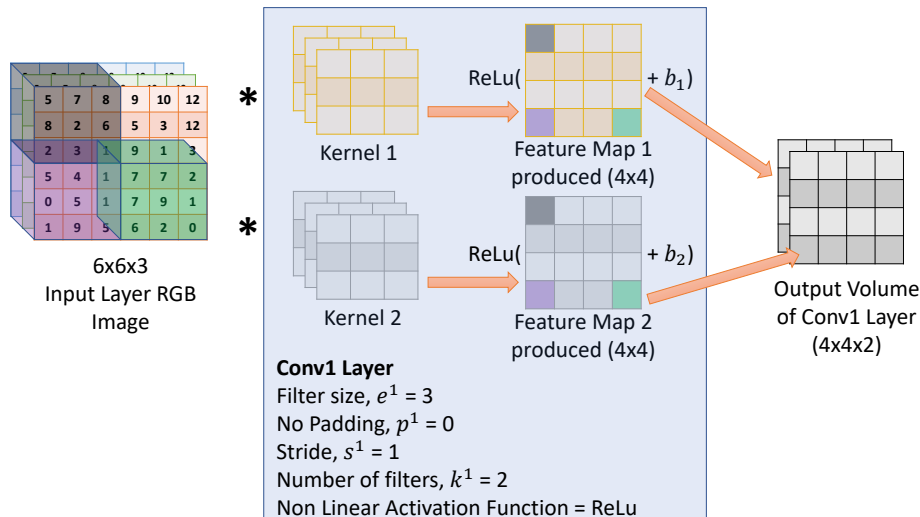 5 7 8 9 10 12
8 2 6 5 3 12
2 3 1 9 1 3
5 4 1 7 7 2
0 5 1 7 9 1
1 9 5 6 2 0
6x6x3
Input Layer RGB
Image
*
*
Kernel 1
ReLu(
+ b₁)
Feature Map 1
produced (4x4)
Kernel 2
ReLu(
+ b₂)
Feature Map 2
produced (4x4)
Conv1 Layer
Filter size, e¹ = 3
No Padding, p¹ = 0
Stride, s¹ = 1
Number of filters, k¹ = 2
Non Linear Activation Function = ReLu
Output Volume
of Conv1 Layer
(4x4x2)